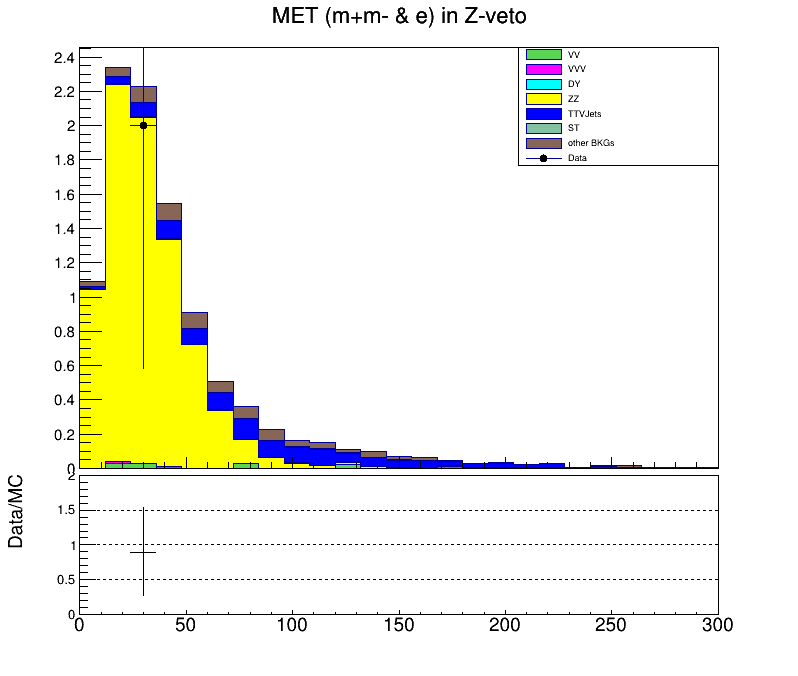 MET (m+m- & e) in Z-veto
2.4
2.2
2
1.8
1.6
1.4
1.2
1
0.8
0.6
0.4
0.2
0
VV
VVV
DY
ZZ
TTVJets
ST
other BKGs
Data
Data/MC
2
1.5
1
0.5
0
0 50 100 150 200 250 300